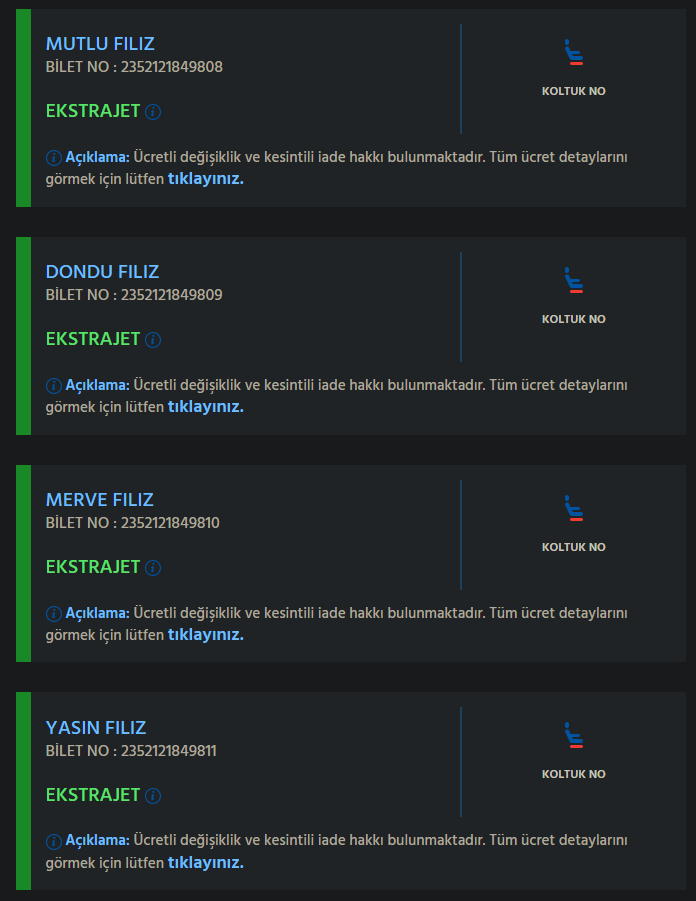 MUTLU FILIZ
BİLET NO : 2352121849808
KOLTUK NO
EKSTRAJET
Açıklama: Ücretli değişiklik ve kesintili iade hakkı bulunmaktadır. Tüm ücret detaylarını
görmek için lütfen tıklayınız.
DONDU FILIZ
BİLET NO : 2352121849809
KOLTUK NO
EKSTRAJET
Açıklama: Ücretli değişiklik ve kesintili iade hakkı bulunmaktadır. Tüm ücret detaylarını
görmek için lütfen tıklayınız.
MERVE FILIZ
BİLET NO : 2352121849810
KOLTUK NO
EKSTRAJET
Açıklama: Ücretli değişiklik ve kesintili iade hakkı bulunmaktadır. Tüm ücret detaylarını
görmek için lütfen tıklayınız.
YASIN FILIZ
BİLET NO : 2352121849811
KOLTUK NO
EKSTRAJET
Açıklama: Ücretli değişiklik ve kesintili iade hakkı bulunmaktadır. Tüm ücret detaylarını
görmek için lütfen tıklayınız.